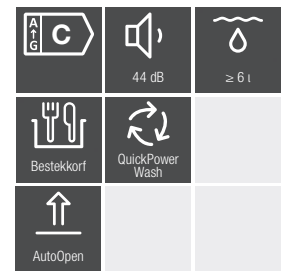 A
↑
G
C
44 dB
≥ 6 l
Bestekkorf
QuickPower
Wash
AutoOpen